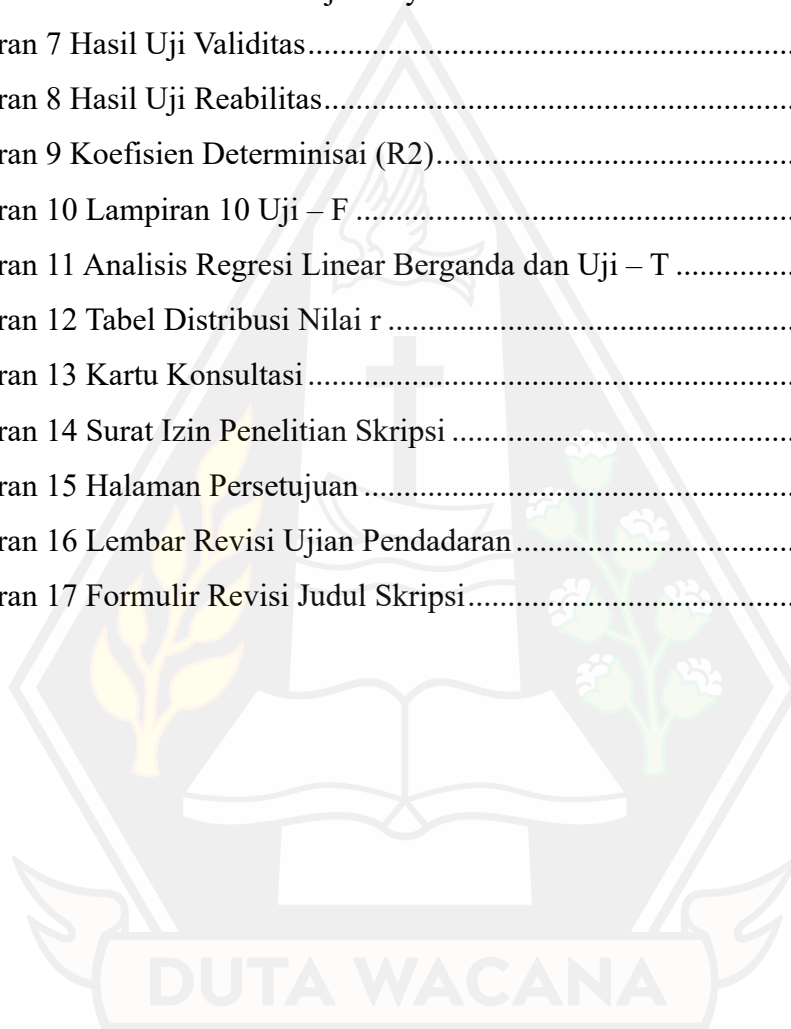 ran 7 Hasil Uji Validitas....................................................
ran 8 Hasil Uji Reabilitas..................................................
ran 9 Koefisien Determinisai (R2)......................................
ran 10 Lampiran 10 Uji – F ...............................................
ran 11 Analisis Regresi Linear Berganda dan Uji – T .............
ran 12 Tabel Distribusi Nilai r ............................................
ran 13 Kartu Konsultasi.....................................................
ran 14 Surat Izin Penelitian Skripsi .....................................
ran 15 Halaman Persetujuan...............................................
ran 16 Lembar Revisi Ujian Pendadaran ..............................
ran 17 Formulir Revisi Judul Skripsi....................................
DUTA WACANA